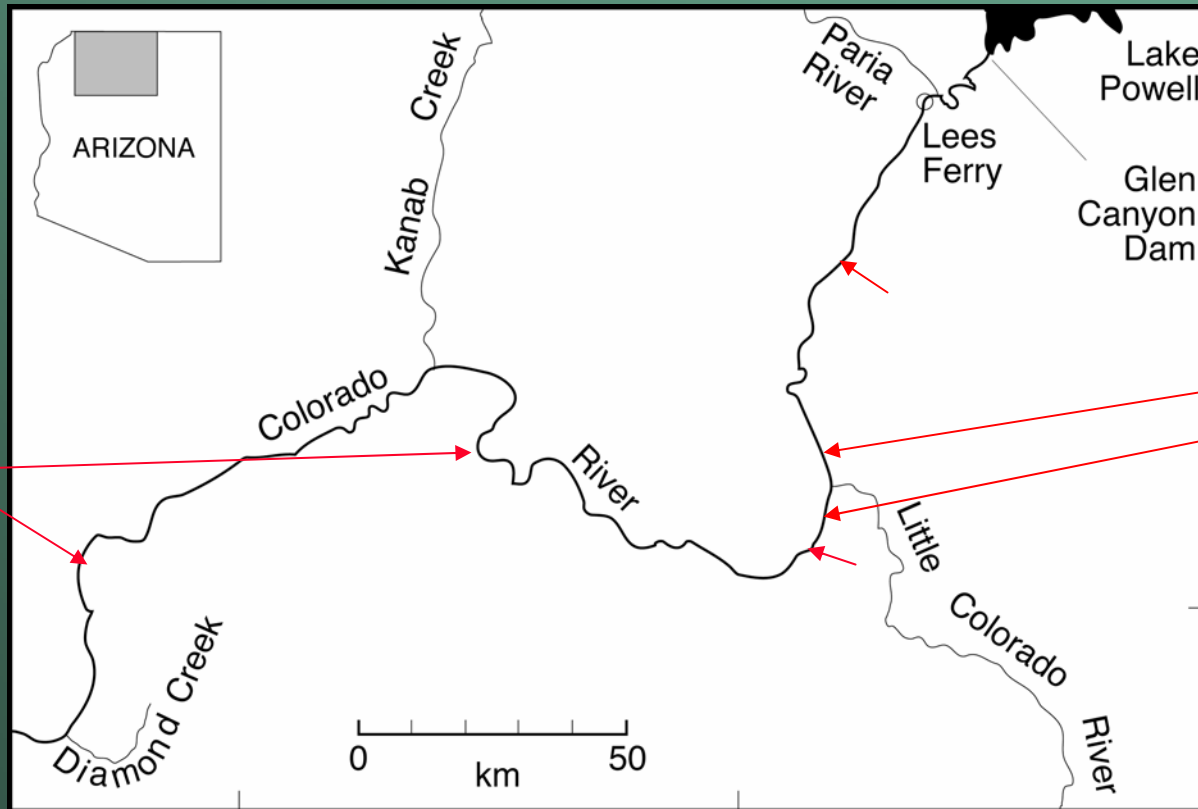 ARIZONA
Kanab Creek
Paria
River
Lake
Powell
Lees
Ferry
Glen
Canyon
Dam
Colorado
River
Little Colorado River
Diamond Creek
0 50
km